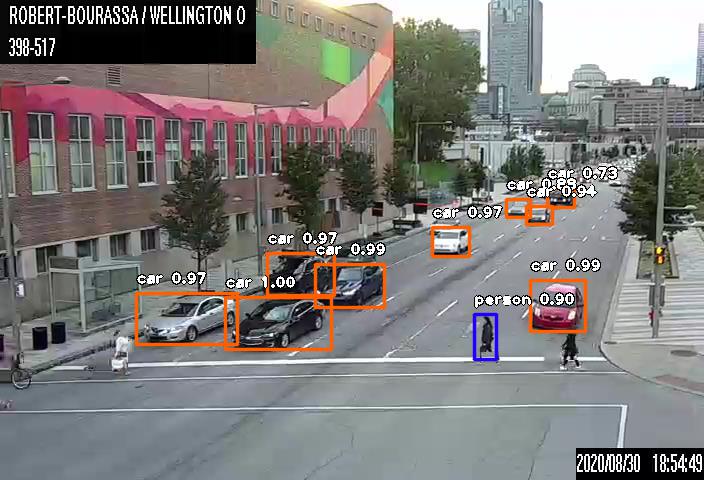 ROBERT-BOURASSA / WELLINGTON O
398-517
car 0.73
car 0.94
car 0.97
car 0.97
car 0.99
car 0.99
car 0.97
car 1.00
person 0.90
2020/08/30 18:54:49